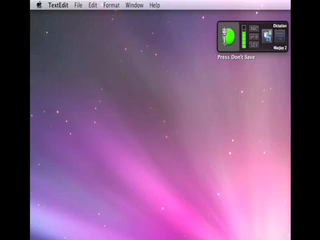 TextEdit File Edit Format Window Help
Dictation
Press Don't Save